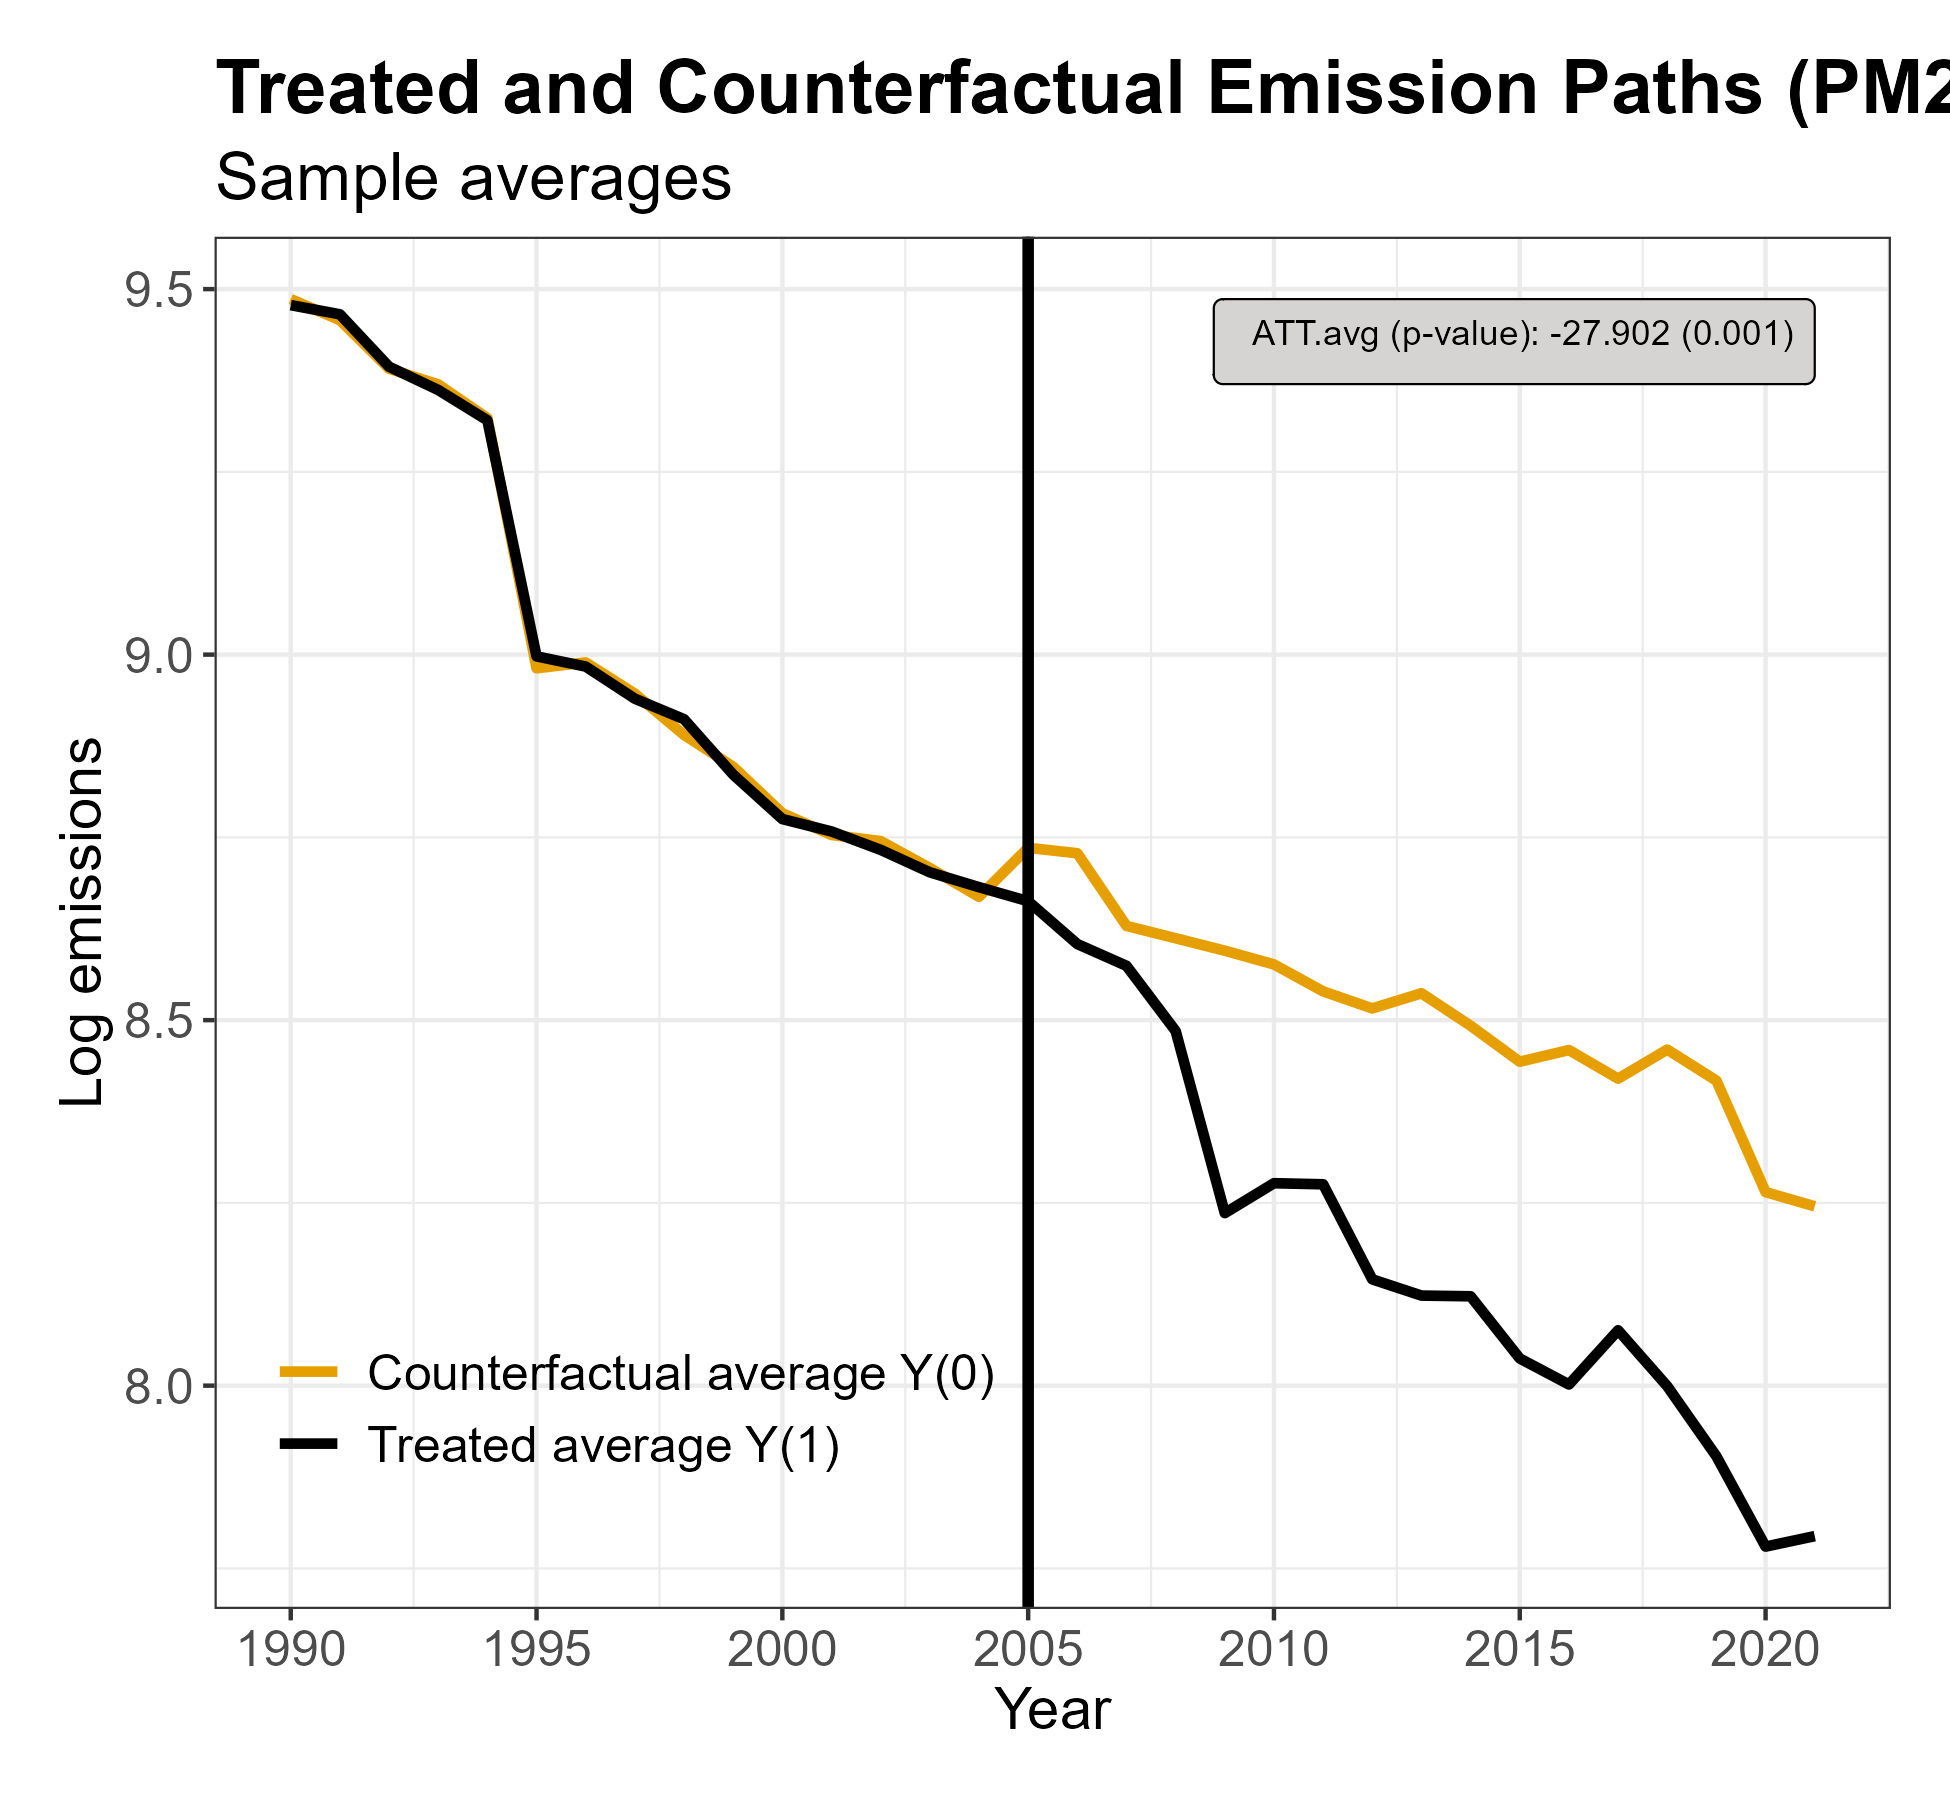 Treated and Counterfactual Emission Paths (PM2
Sample averages
9.5
9.0
8.5
8.0
Log emissions
ATT.avg (p-value): -27.902 (0.001)
Counterfactual average Y(0)
Treated average Y(1)
1990 1995 2000 2005 2010 2015 2020
Year